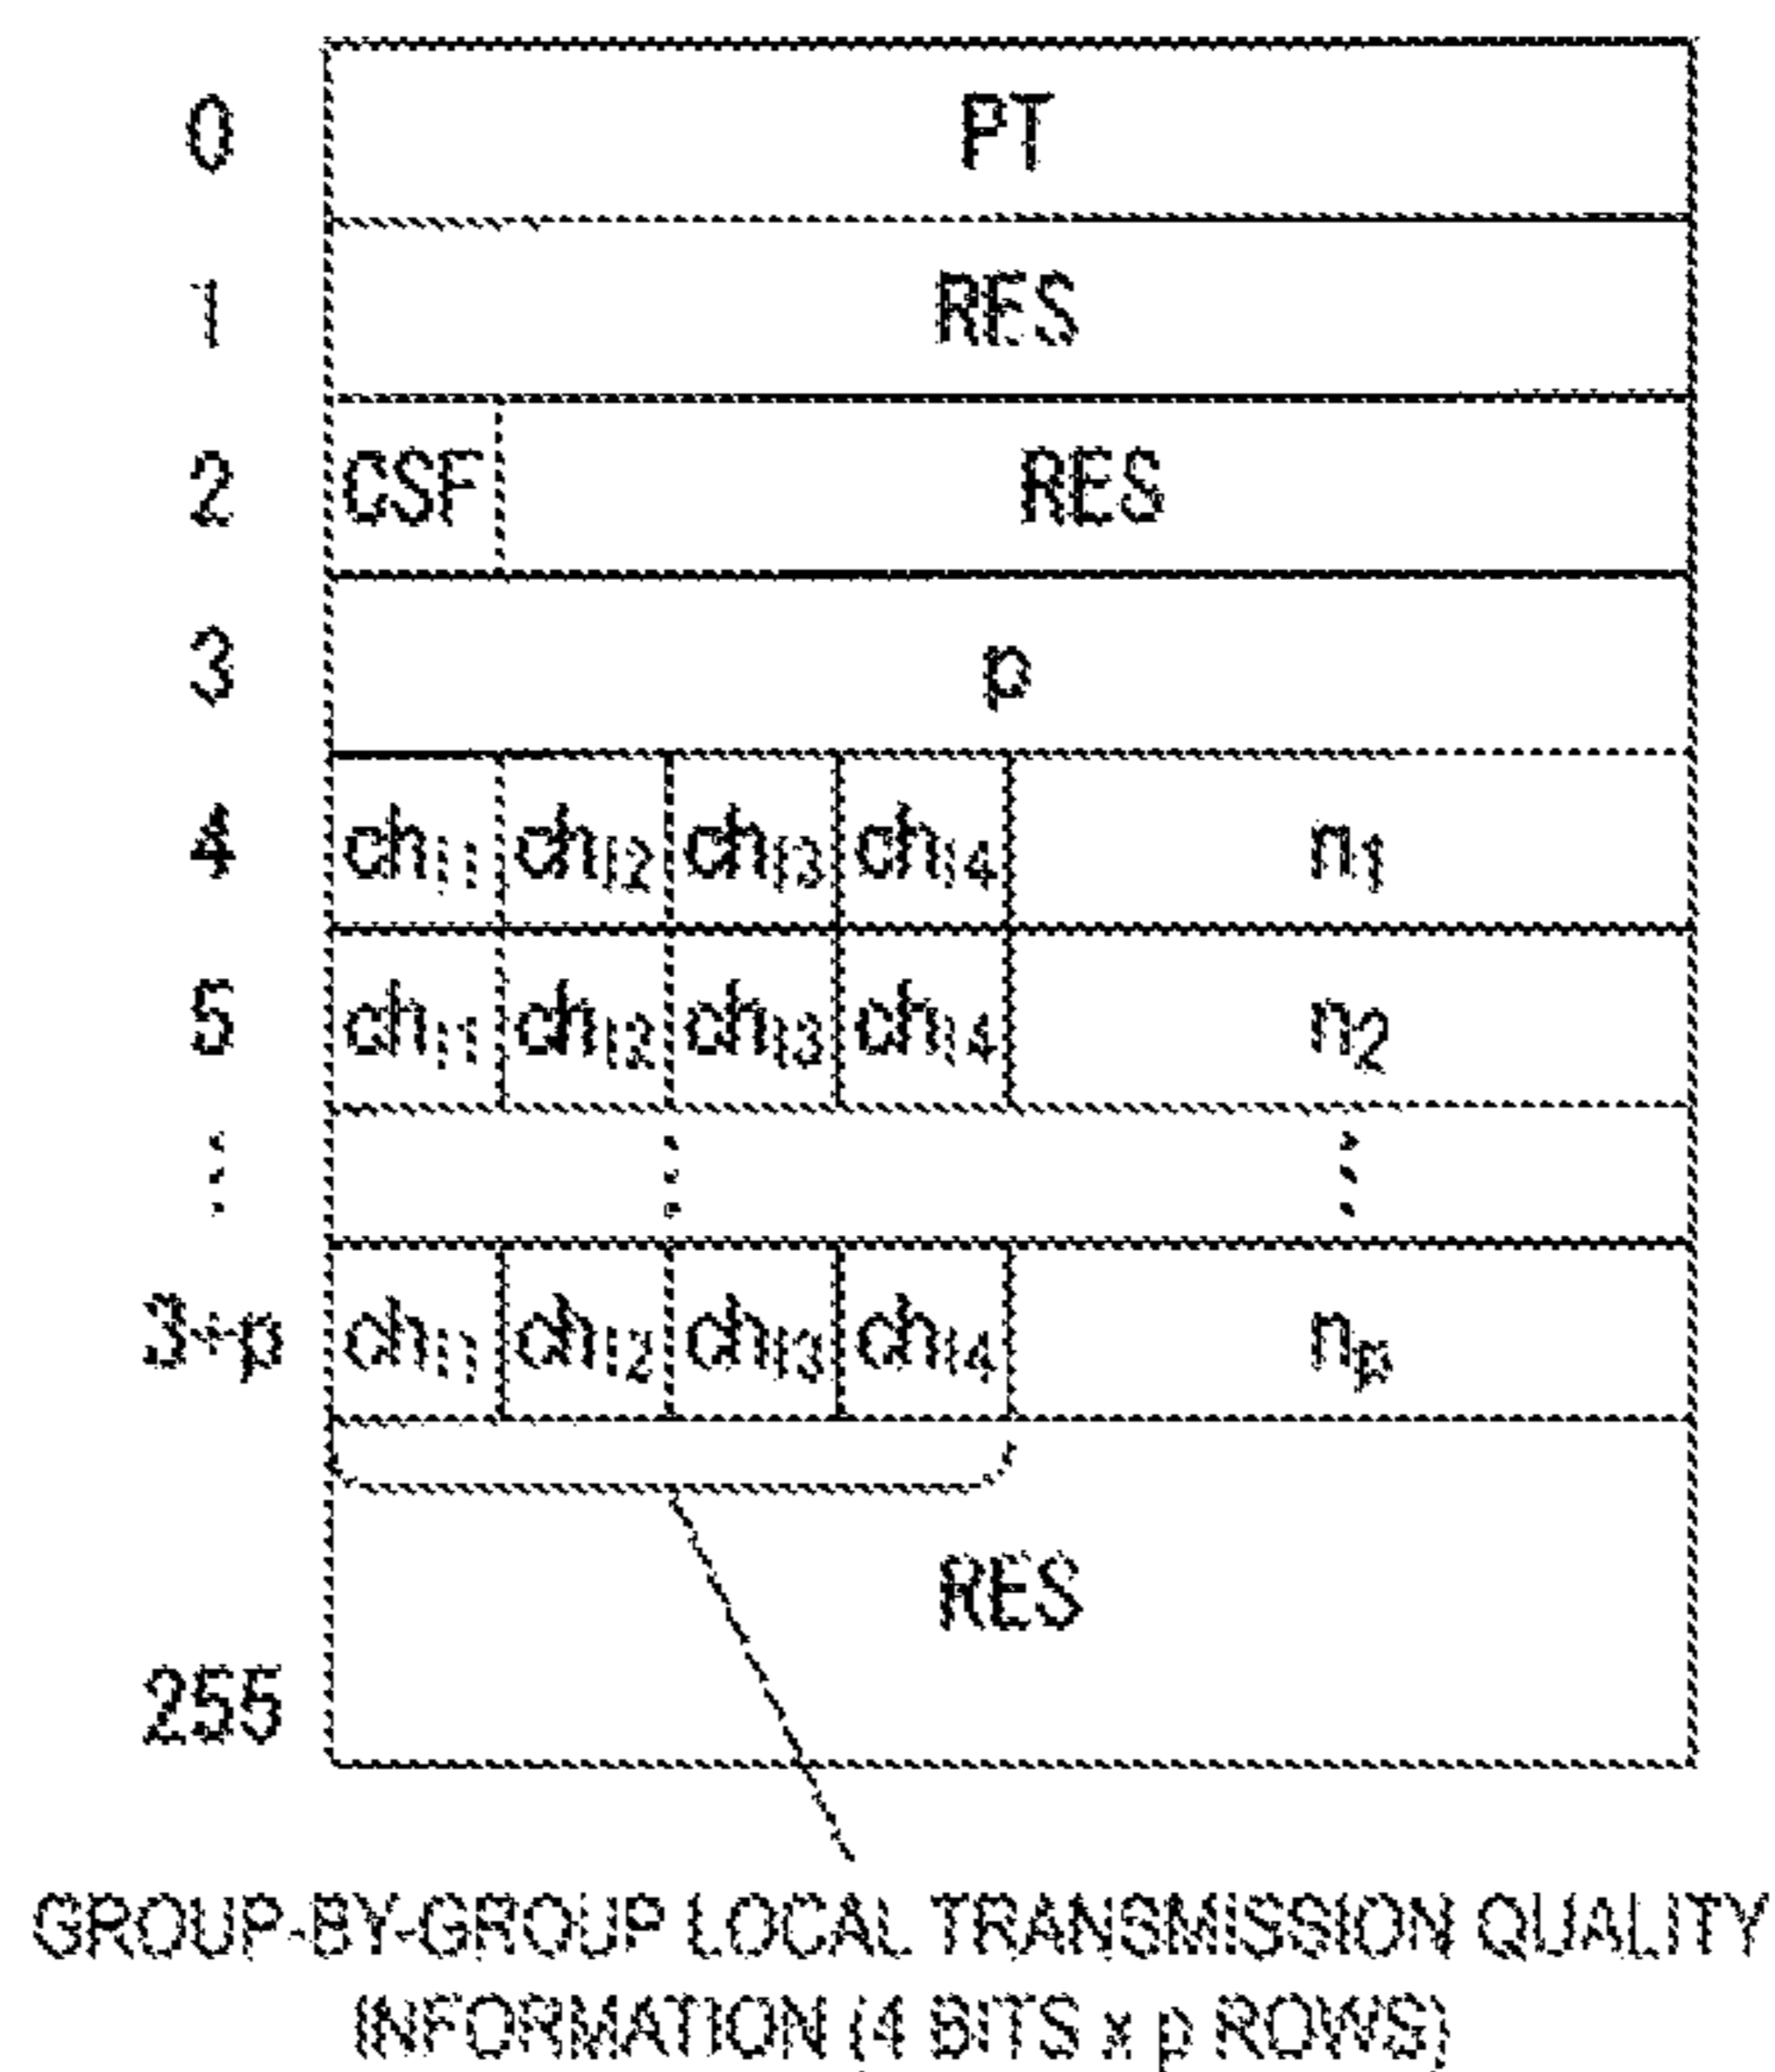 0 PT
1 RES
2 CSF RES
3 p
4 ch11 ch12 ch13 ch14 n1
5 ch11 ch12 ch13 ch14 n2
⋮ ⋮ ⋮
3+p ch11 ch12 ch13 ch14 np
RES
255
GROUP-BY-GROUP LOCAL TRANSMISSION QUALITY
INFORMATION (4 BITS x p ROWS)